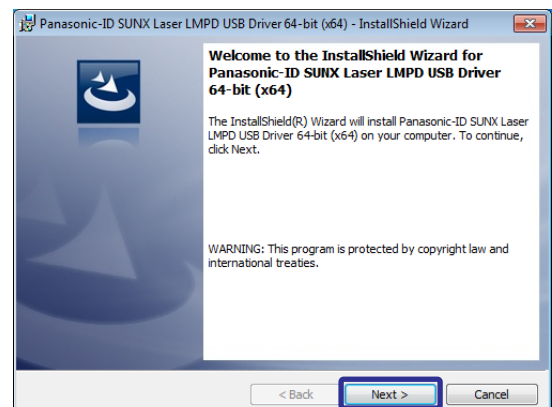 Panasonic-ID SUNX Laser LMPD USB Driver 64-bit (x64) - InstallShield Wizard
Welcome to the InstallShield Wizard for
Panasonic-ID SUNX Laser LMPD USB Driver
64-bit (x64)
The InstallShield(R) Wizard will install Panasonic-ID SUNX Laser
LMPD USB Driver 64-bit (x64) on your computer. To continue,
click Next.
WARNING: This program is protected by copyright law and
international treaties.
< Back Next > Cancel